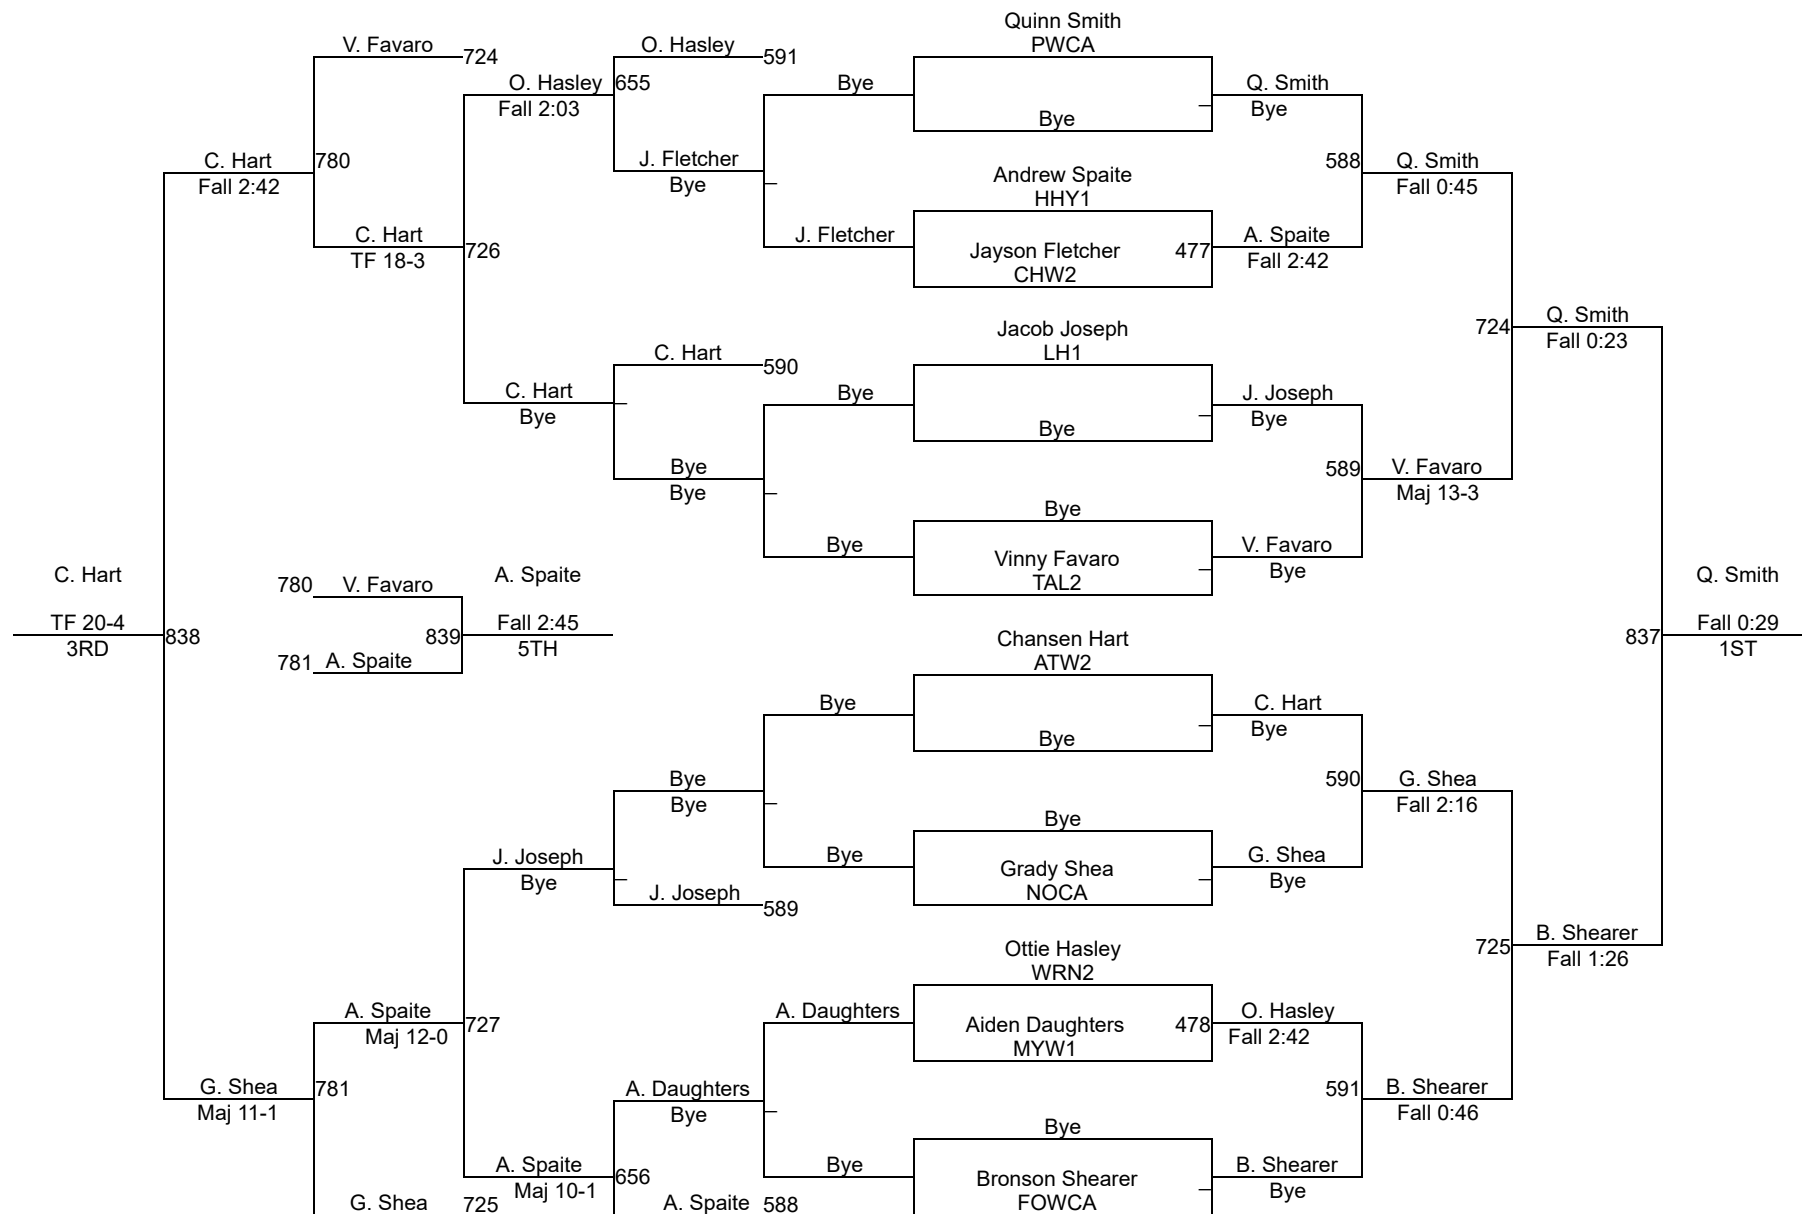 Quinn Smith
V. Favaro 724 O. Hasley 591 PWCA
O. Hasley 655 Bye Q. Smith
Fall 2:03 Bye Bye
C. Hart 780 J. Fletcher 588 Q. Smith
Fall 2:42 Bye Andrew Spaite Fall 0:45
HHY1
C. Hart J. Fletcher A. Spaite
TF 18-3 726 Jayson Fletcher 477 Fall 2:42
CHW2
Jacob Joseph 724 Q. Smith
C. Hart 590 LH1 Fall 0:23
C. Hart Bye J. Joseph
Bye Bye Bye
Bye 589 V. Favaro
Bye Maj 13-3
Bye
Bye Vinny Favaro V. Favaro
TAL2 Bye
C. Hart 780 V. Favaro A. Spaite Q. Smith
TF 20-4 838 839 Fall 2:45 837 Fall 0:29
3RD 781 A. Spaite 5TH 1ST
Chansen Hart
ATW2
Bye C. Hart
Bye Bye
Bye 590 G. Shea
Bye Fall 2:16
Bye
J. Joseph Bye Grady Shea G. Shea
Bye NOCA Bye
J. Joseph 589
Ottie Hasley 725 B. Shearer
WRN2 Fall 1:26
A. Spaite 727 A. Daughters Aiden Daughters 478 O. Hasley
Maj 12-0 MYW1 Fall 2:42
G. Shea 781 A. Daughters 591 B. Shearer
Maj 11-1 Bye Fall 0:46
Bye
A. Spaite 656 Bye Bronson Shearer B. Shearer
Maj 10-1 FOWCA Bye
G. Shea 725 A. Spaite 588